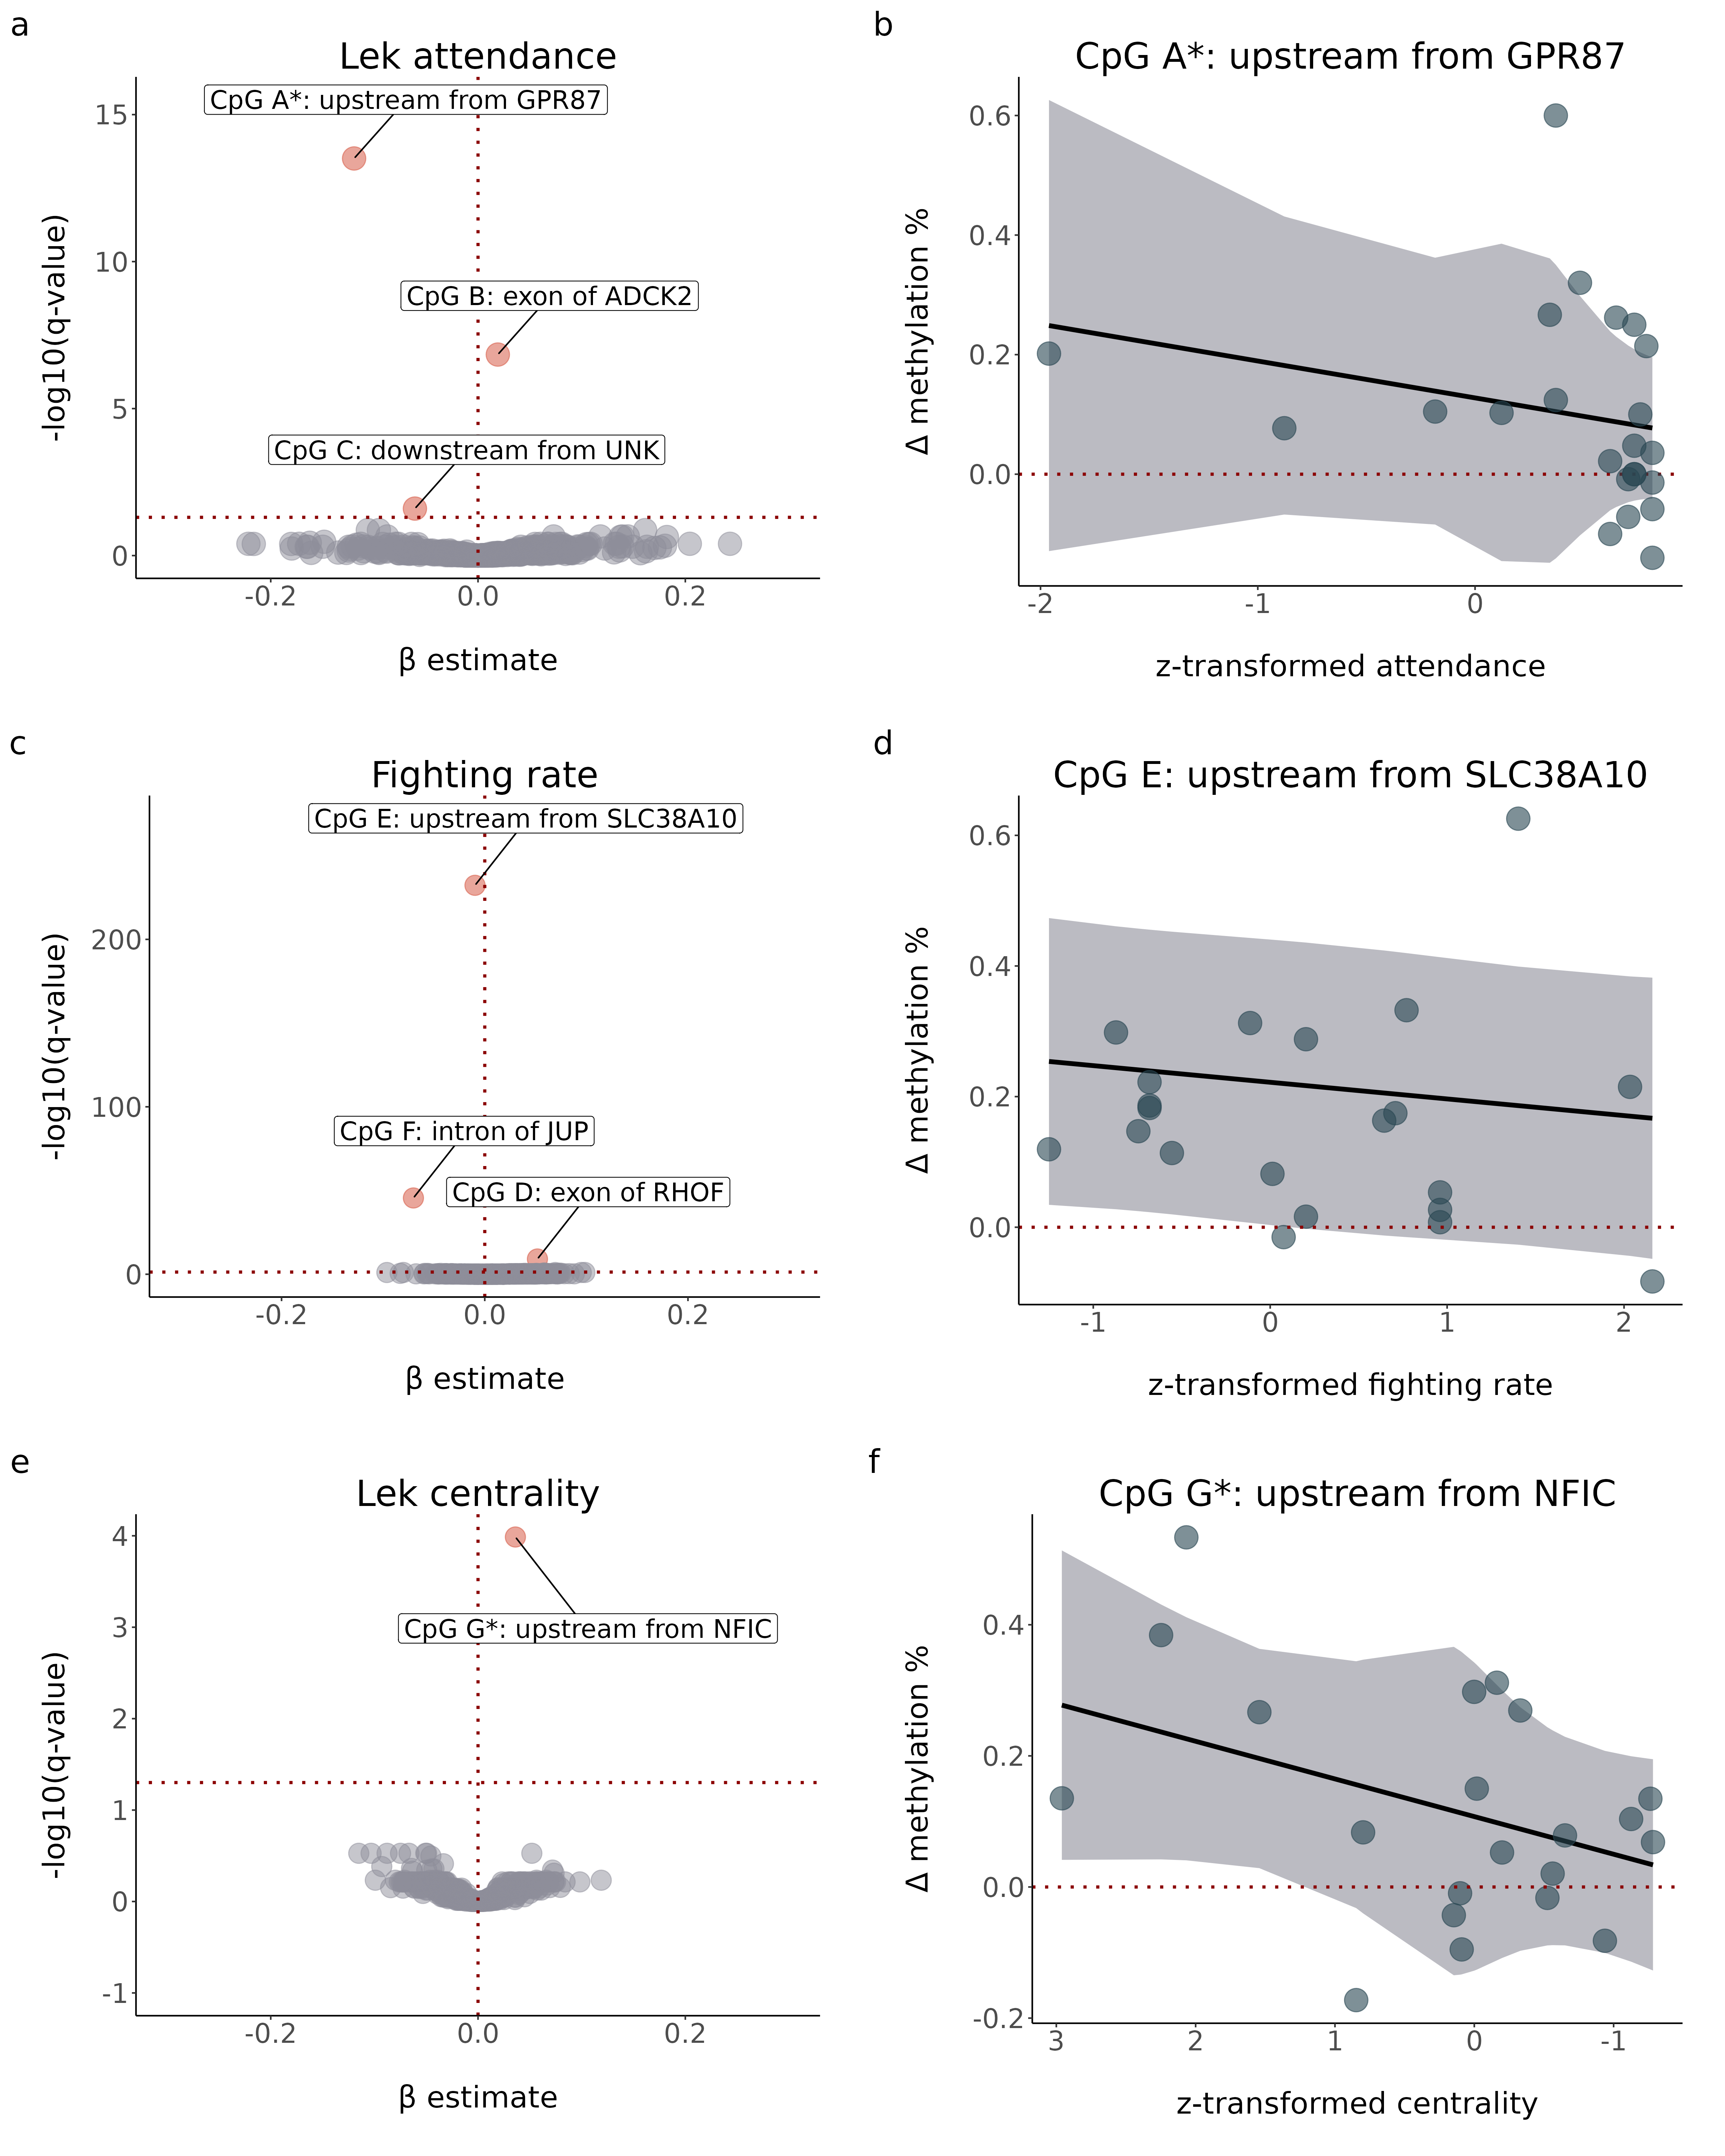 a
Lek attendance
CpG A*: upstream from GPR87
CpG B: exon of ADCK2
CpG C: downstream from UNK
15
10
5
0
-log10(q-value)
-0.2 0.0 0.2
β estimate
b
CpG A*: upstream from GPR87
0.6
0.4
0.2
0.0
Δ methylation %
-2 -1 0
z-transformed attendance
c
Fighting rate
CpG E: upstream from SLC38A10
CpG F: intron of JUP
CpG D: exon of RHOF
200
100
0
-log10(q-value)
-0.2 0.0 0.2
β estimate
d
CpG E: upstream from SLC38A10
0.6
0.4
0.2
0.0
Δ methylation %
-1 0 1 2
z-transformed fighting rate
e
Lek centrality
CpG G*: upstream from NFIC
4
3
2
1
0
-1
-log10(q-value)
-0.2 0.0 0.2
β estimate
f
CpG G*: upstream from NFIC
0.4
0.2
0.0
-0.2
Δ methylation %
3 2 1 0 -1
z-transformed centrality